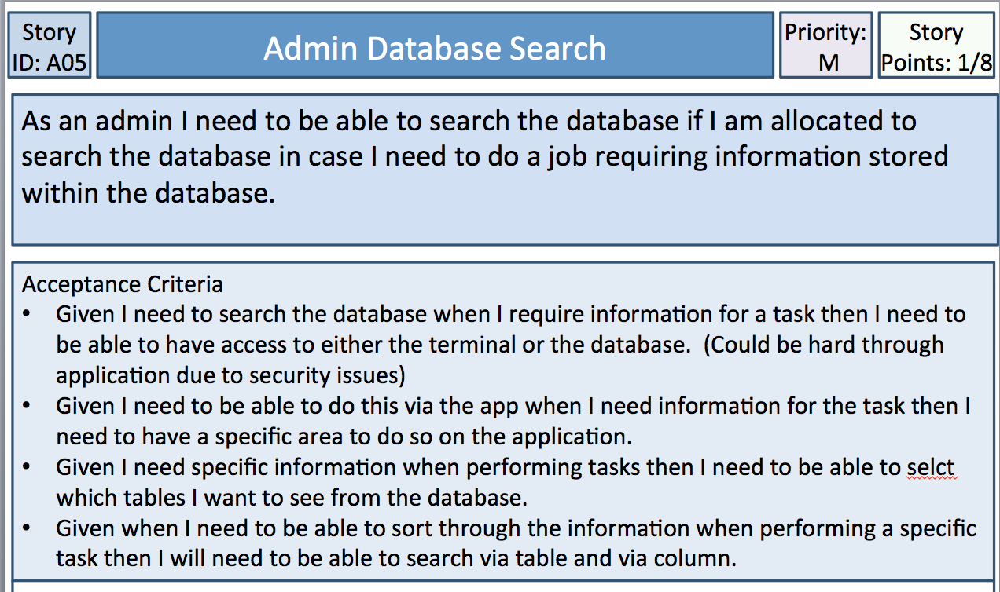 Story
ID: A05
Admin Database Search
Priority:
M
Story
Points: 1/8
As an admin I need to be able to search the database if I am allocated to
search the database in case I need to do a job requiring information stored
within the database.
Acceptance Criteria
• Given I need to search the database when I require information for a task then I need to
be able to have access to either the terminal or the database.  (Could be hard through
application due to security issues)
• Given I need to be able to do this via the app when I need information for the task then I
need to have a specific area to do so on the application.
• Given I need specific information when performing tasks then I need to be able to selct
which tables I want to see from the database.
• Given when I need to be able to sort through the information when performing a specific
task then I will need to be able to search via table and via column.